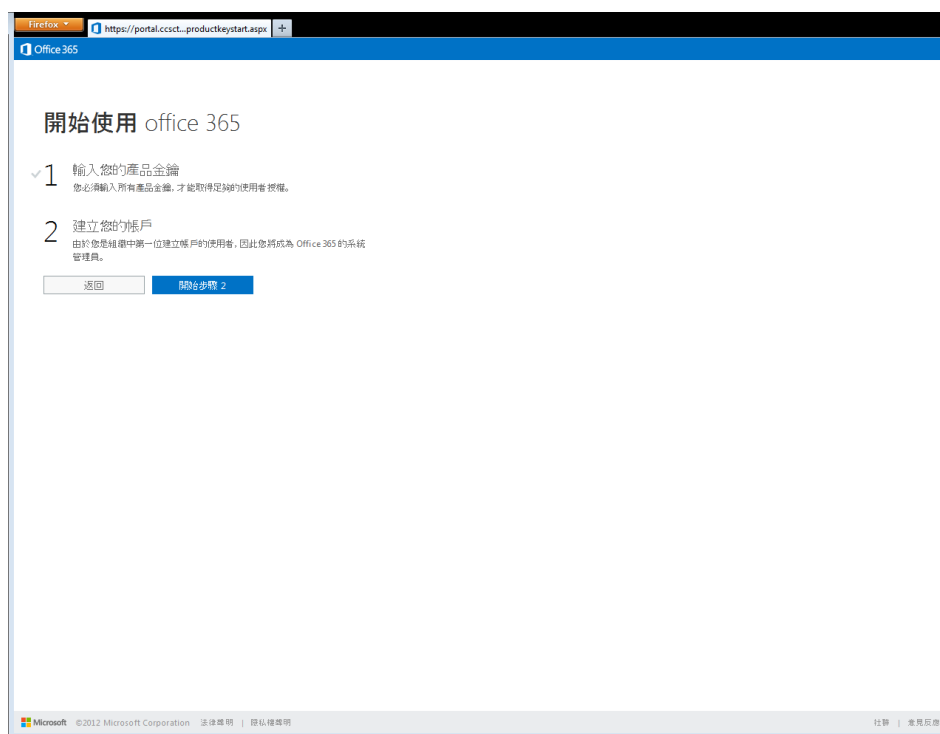 Firefox
https://portal.ccsct...productkeystart.aspx
+
Office 365
開始使用 office 365
1 輸入您的產品金鑰
您必須輸入所有產品金鑰，才能取得足夠的使用者授權。
2 建立您的帳戶
由於您是組織中第一位建立帳戶的使用者，因此您將成為 Office 365 的系統
管理員。
返回 開始步驟 2
Microsoft ©2012 Microsoft Corporation 法律聲明 | 隱私權聲明 社群 | 意見反應